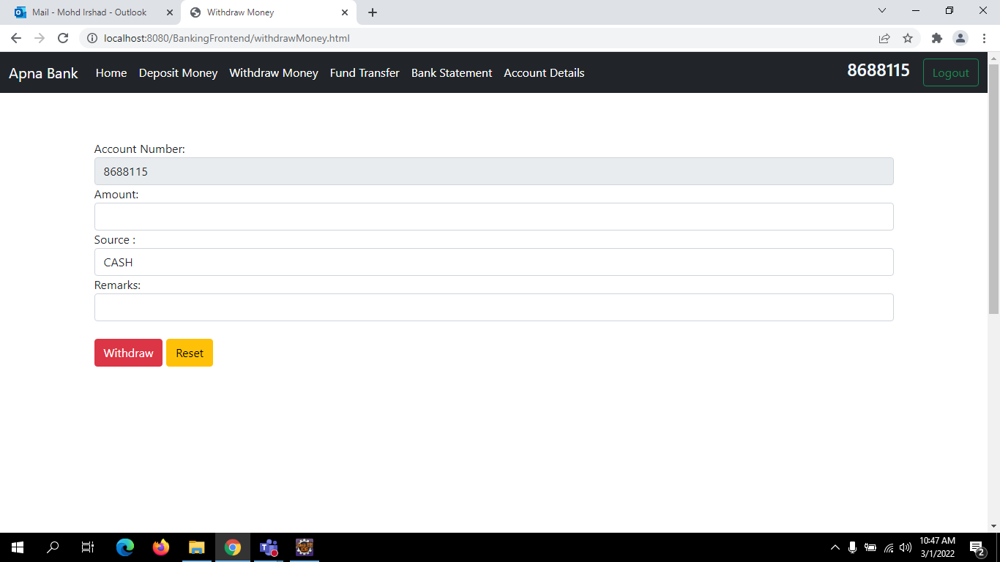 Mail - Mohd Irshad - Outlook
Withdraw Money
localhost:8080/BankingFrontend/withdrawMoney.html
Apna Bank Home Deposit Money Withdraw Money Fund Transfer Bank Statement Account Details 8688115 Logout
Account Number:
8688115
Amount:
Source :
CASH
Remarks:
Withdraw Reset
10:47 AM
3/1/2022
2